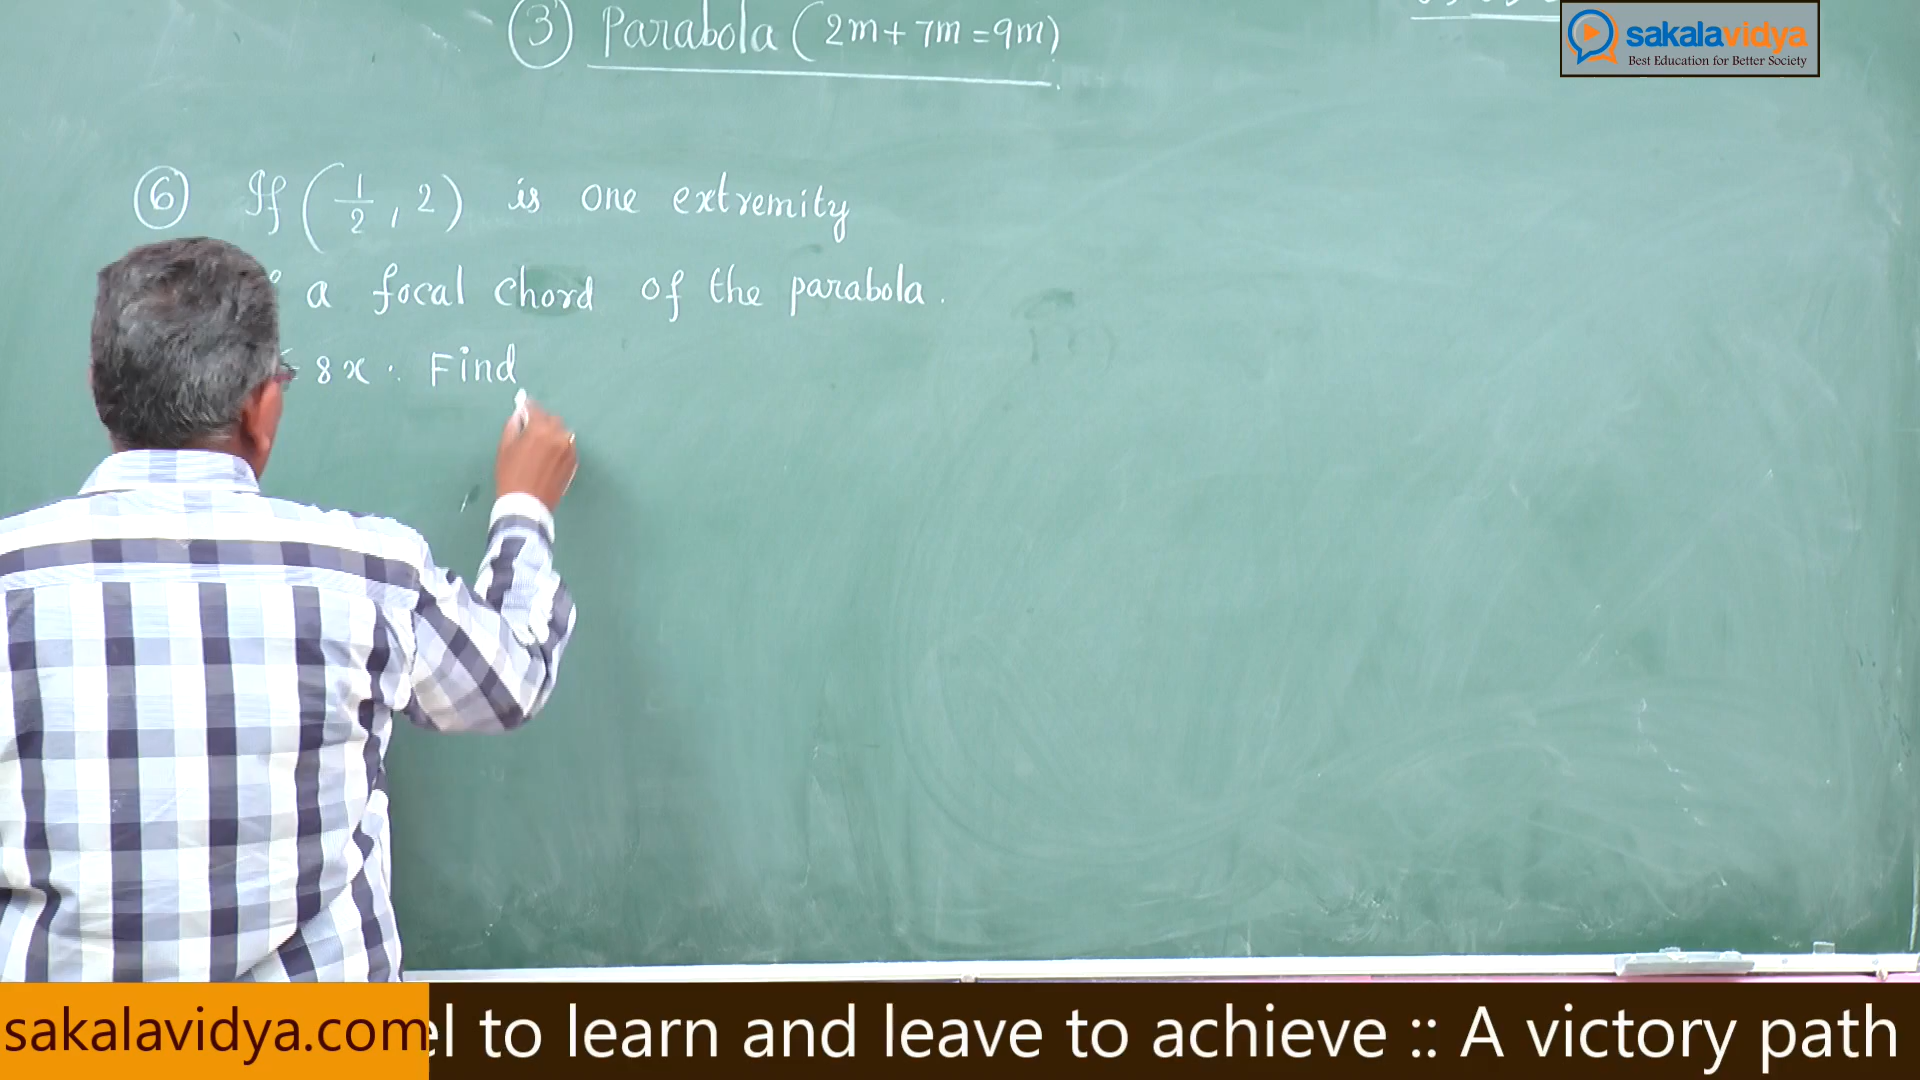 ③ Parabola (2m+7m=9m)
sakalavidya
Best Education for Better Society
⑥ If (1/2, 2) is one extremity
a focal chord of the parabola.
8x. Find
sakalavidya.com
el to learn and leave to achieve :: A victory path